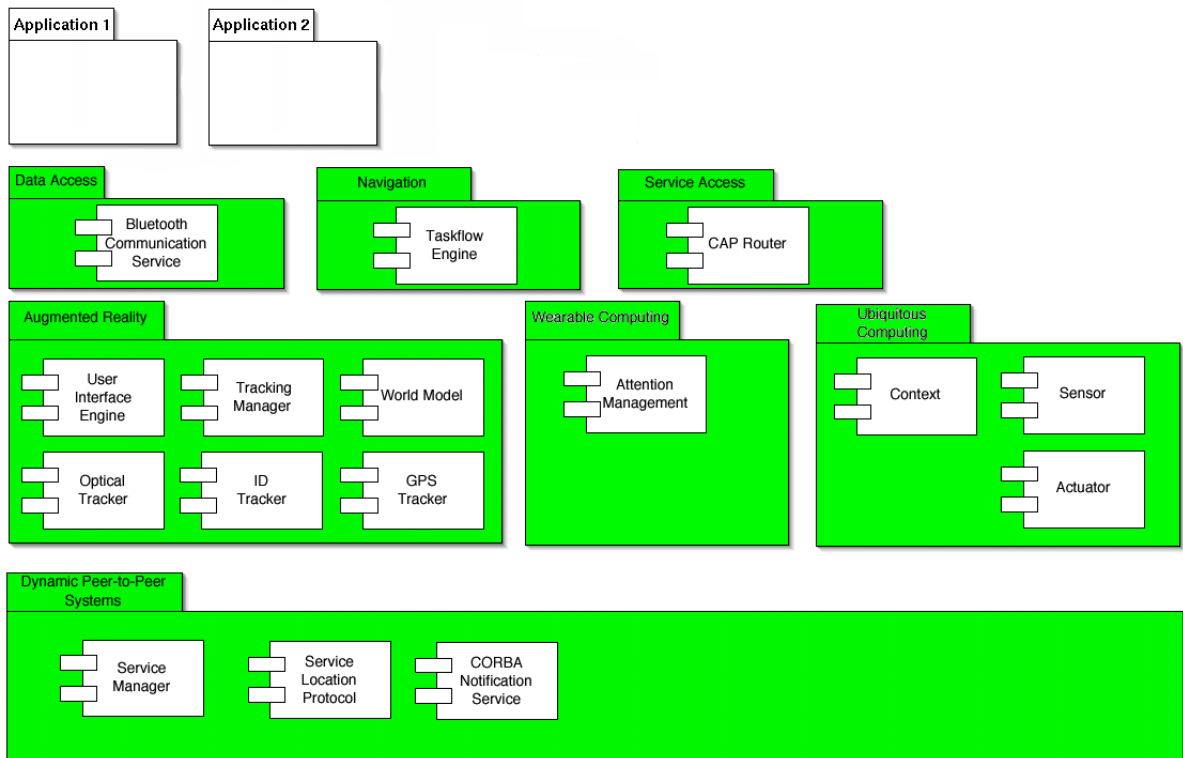 Application 1
Application 2
Data Access
Bluetooth
Communication
Service
Navigation
Taskflow
Engine
Service Access
CAP Router
Augmented Reality
User
Interface
Engine
Tracking
Manager
World Model
Optical
Tracker
ID
Tracker
GPS
Tracker
Wearable Computing
Attention
Management
Ubiquitous
Computing
Context
Sensor
Actuator
Dynamic Peer-to-Peer
Systems
Service
Manager
Service
Location
Protocol
CORBA
Notification
Service